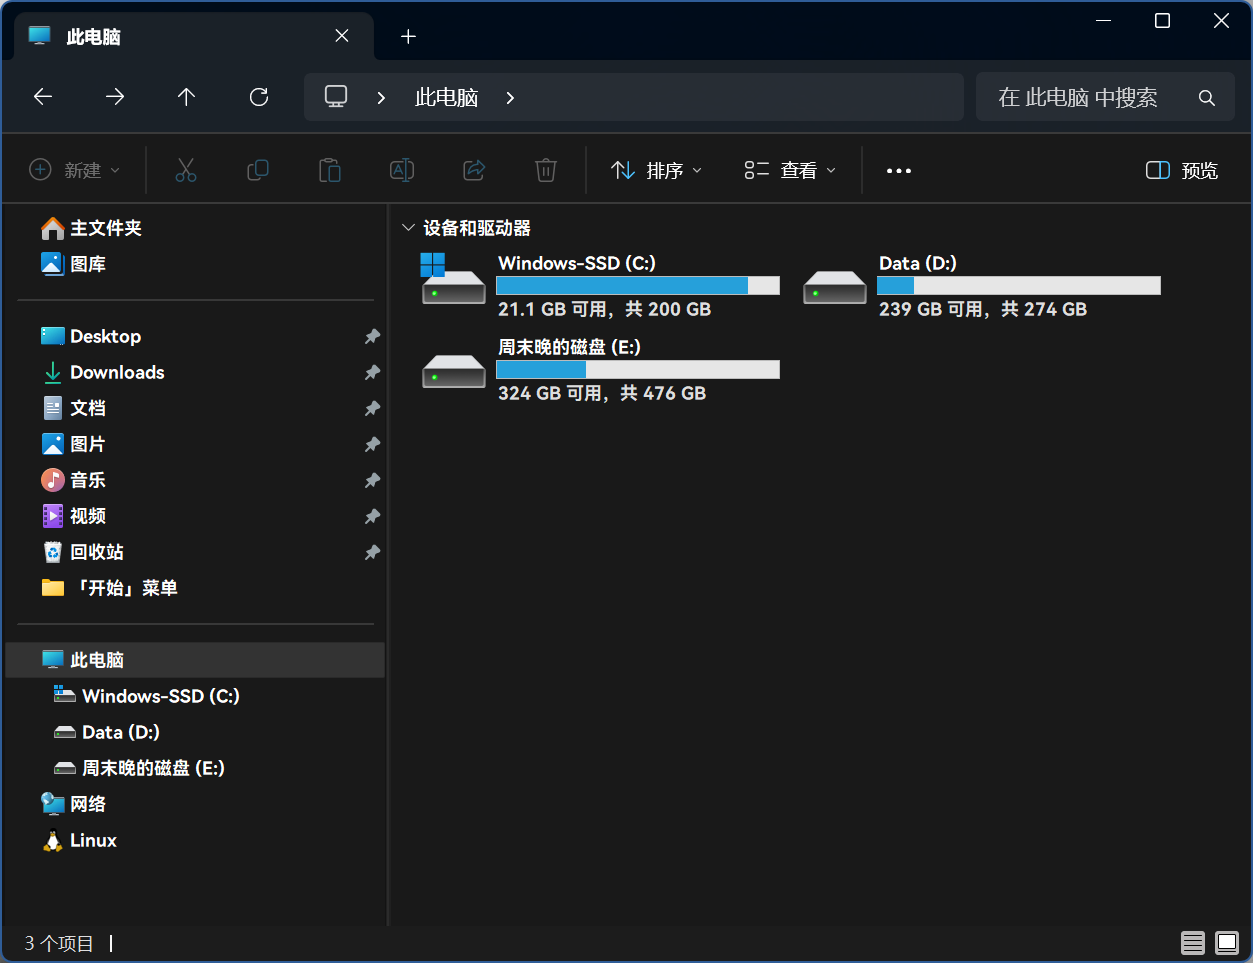 此电脑
此电脑
在 此电脑 中搜索
新建
排序
查看
预览
主文件夹
图库
Desktop
Downloads
文档
图片
音乐
视频
回收站
「开始」菜单
此电脑
Windows-SSD (C:)
Data (D:)
周末晚的磁盘 (E:)
网络
Linux
设备和驱动器
Windows-SSD (C:)
21.1 GB 可用，共 200 GB
Data (D:)
239 GB 可用，共 274 GB
周末晚的磁盘 (E:)
324 GB 可用，共 476 GB
3 个项目